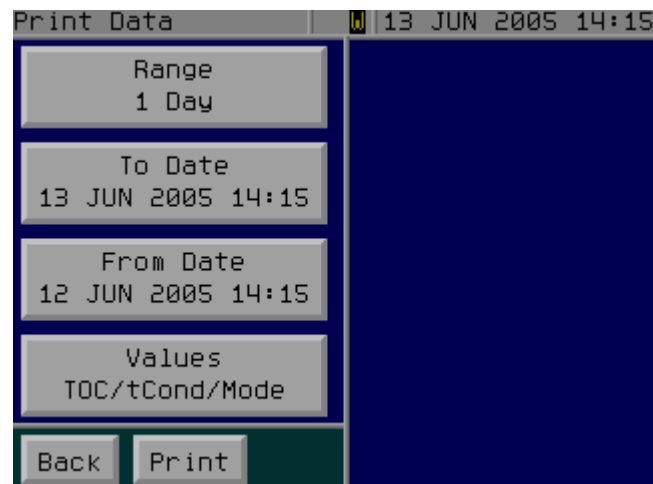 Print Data W 13 JUN 2005 14:15
Range
1 Day
To Date
13 JUN 2005 14:15
From Date
12 JUN 2005 14:15
Values
TOC/tCond/Mode
Back Print